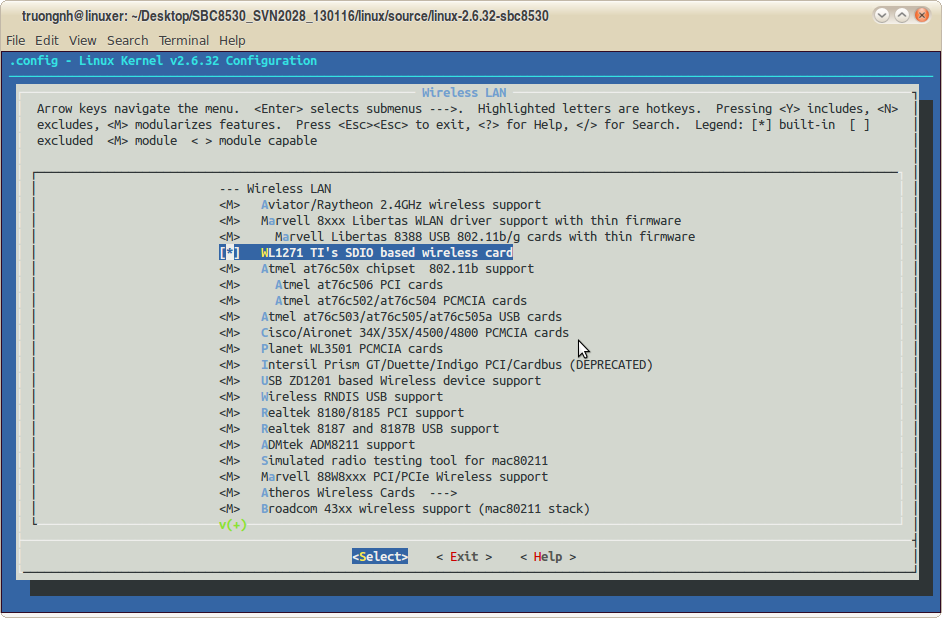 truongnh@linuxer: ~/Desktop/SBC8530_SVN2028_130116/linux/source/linux-2.6.32-sbc8530
File Edit View Search Terminal Help
.config - Linux Kernel v2.6.32 Configuration
Wireless LAN
Arrow keys navigate the menu. <Enter> selects submenus --->. Highlighted letters are hotkeys. Pressing <Y> includes, <N>
excludes, <M> modularizes features. Press <Esc><Esc> to exit, <?> for Help, </> for Search. Legend: [*] built-in [ ]
excluded <M> module < > module capable
--- Wireless LAN
<M> Aviator/Raytheon 2.4GHz wireless support
<M> Marvell 8xxx Libertas WLAN driver support with thin firmware
<M> Marvell Libertas 8388 USB 802.11b/g cards with thin firmware
[*] WL1271 TI's SDIO based wireless card
<M> Atmel at76c50x chipset 802.11b support
<M> Atmel at76c506 PCI cards
<M> Atmel at76c502/at76c504 PCMCIA cards
<M> Atmel at76c503/at76c505/at76c505a USB cards
<M> Cisco/Aironet 34X/35X/4500/4800 PCMCIA cards
<M> Planet WL3501 PCMCIA cards
<M> Intersil Prism GT/Duette/Indigo PCI/Cardbus (DEPRECATED)
<M> USB ZD1201 based Wireless device support
<M> Wireless RNDIS USB support
<M> Realtek 8180/8185 PCI support
<M> Realtek 8187 and 8187B USB support
<M> ADMtek ADM8211 support
<M> Simulated radio testing tool for mac80211
<M> Marvell 88W8xxx PCI/PCIe Wireless support
<M> Atheros Wireless Cards --->
<M> Broadcom 43xx wireless support (mac80211 stack)
v(+)
<Select> < Exit > < Help >